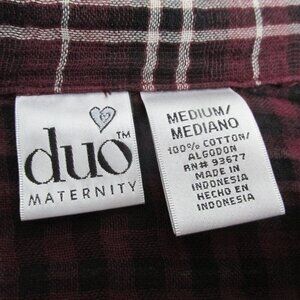 duo™
MATERNITY
MEDIUM/
MEDIANO
100% COTTON/
ALGODON
RN# 93677
MADE IN
INDONESIA
HECHO EN
INDONESIA